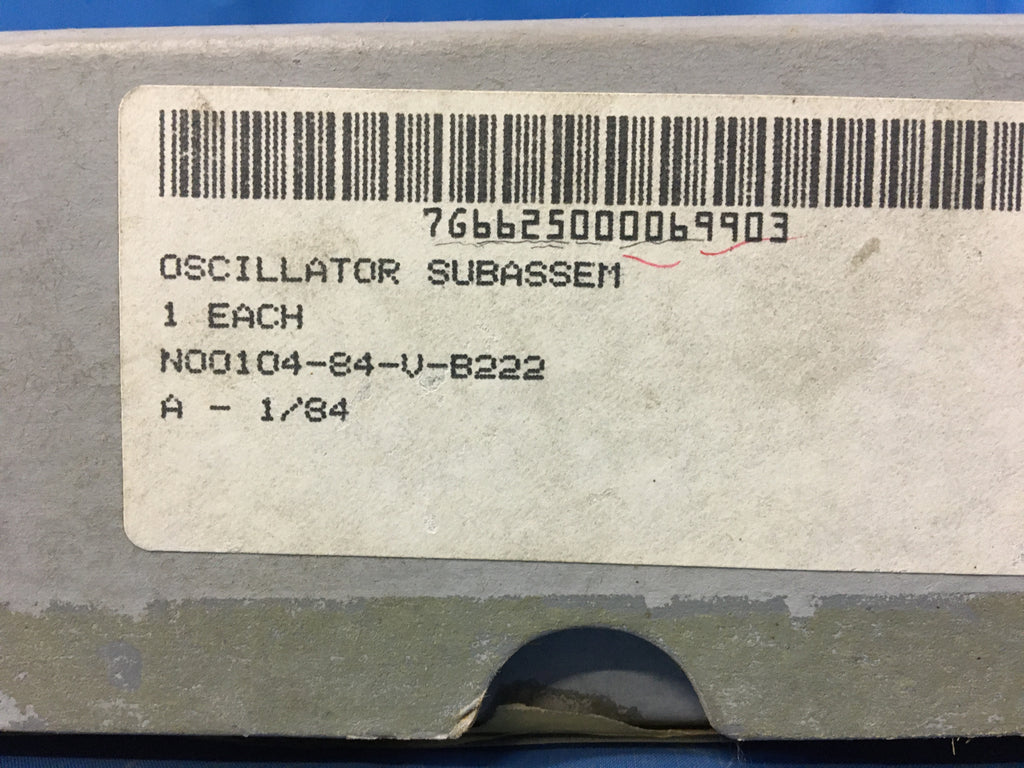 7G6625000069903
OSCILLATOR SUBASSEM
1 EACH
N00104-84-V-B222
A - 1/84